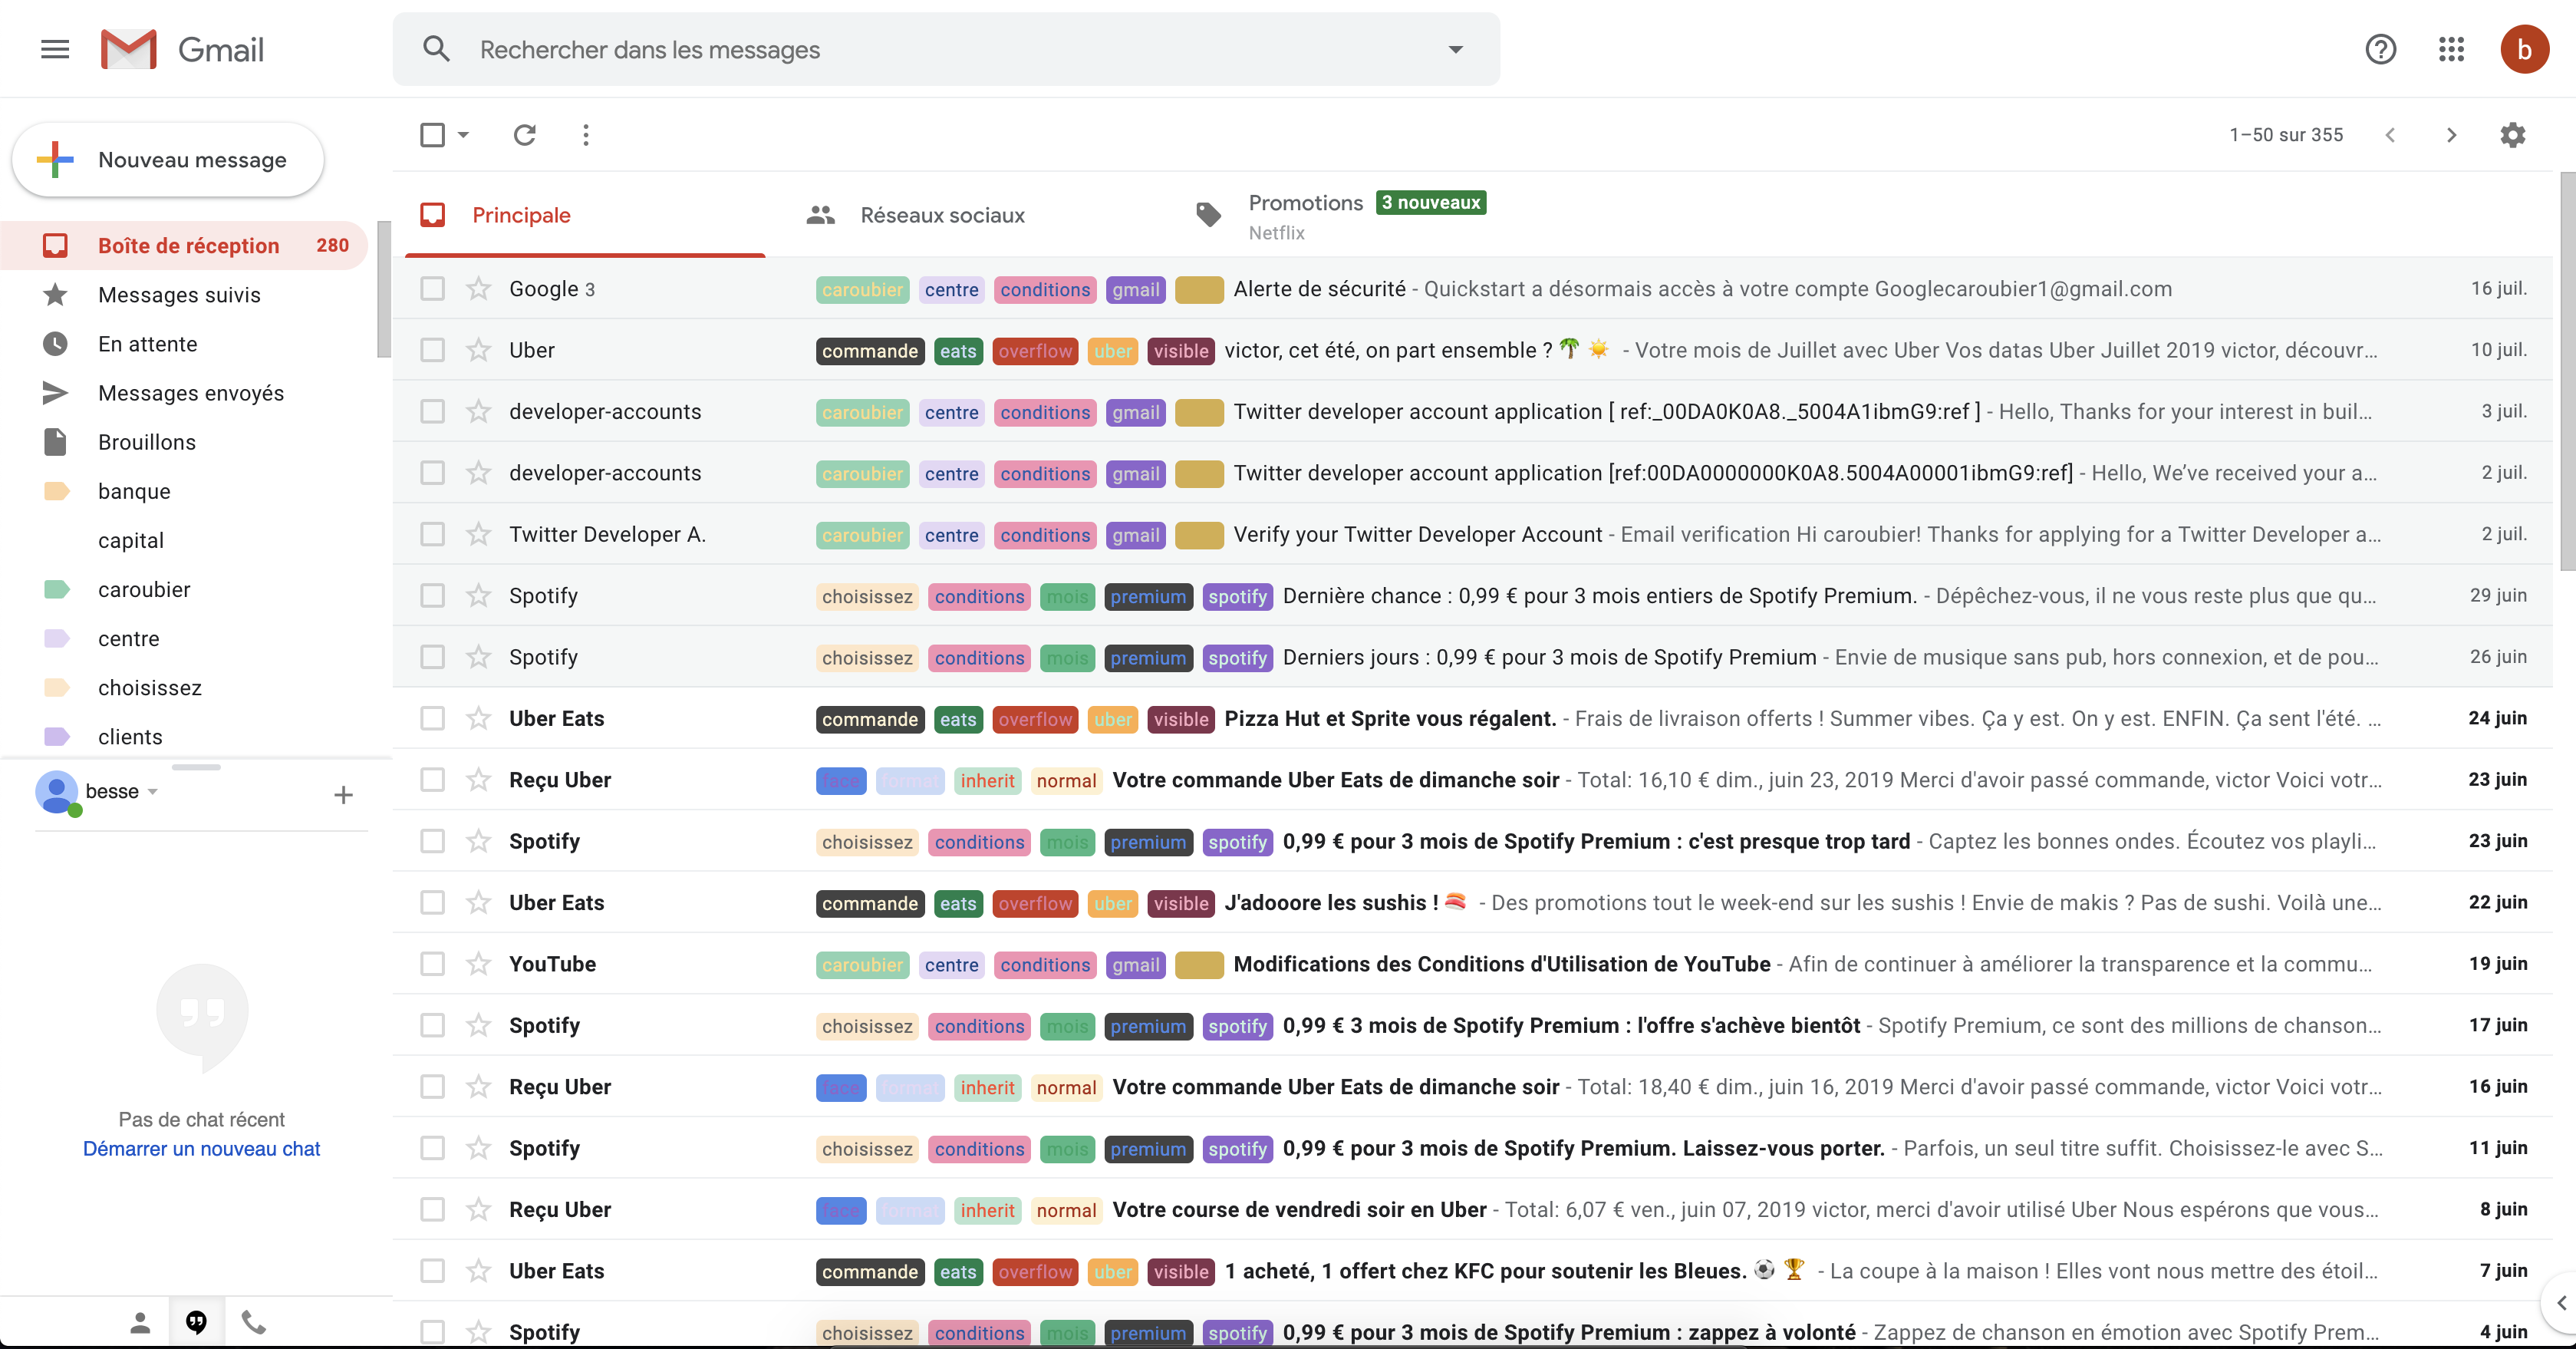 Gmail
Rechercher dans les messages
b
Nouveau message
1–50 sur 355
Principale
Réseaux sociaux
Promotions 3 nouveaux
Netflix
Boîte de réception 280
Messages suivis
En attente
Messages envoyés
Brouillons
banque
capital
caroubier
centre
choisissez
clients
besse
Pas de chat récent
Démarrer un nouveau chat
Google 3 caroubier centre conditions gmail Alerte de sécurité - Quickstart a désormais accès à votre compte Googlecaroubier1@gmail.com 16 juil.
Uber commande eats overflow uber visible victor, cet été, on part ensemble ? 🌴 ☀️ - Votre mois de Juillet avec Uber Vos datas Uber Juillet 2019 victor, découvr... 10 juil.
developer-accounts caroubier centre conditions gmail Twitter developer account application [ ref:_00DA0K0A8._5004A1ibmG9:ref ] - Hello, Thanks for your interest in buil... 3 juil.
developer-accounts caroubier centre conditions gmail Twitter developer account application [ref:00DA0000000K0A8.5004A00001ibmG9:ref] - Hello, We’ve received your a... 2 juil.
Twitter Developer A. caroubier centre conditions gmail Verify your Twitter Developer Account - Email verification Hi caroubier! Thanks for applying for a Twitter Developer a... 2 juil.
Spotify choisissez conditions mois premium spotify Dernière chance : 0,99 € pour 3 mois entiers de Spotify Premium. - Dépêchez-vous, il ne vous reste plus que qu... 29 juin
Spotify choisissez conditions mois premium spotify Derniers jours : 0,99 € pour 3 mois de Spotify Premium - Envie de musique sans pub, hors connexion, et de pou... 26 juin
Uber Eats commande eats overflow uber visible Pizza Hut et Sprite vous régalent. - Frais de livraison offerts ! Summer vibes. Ça y est. On y est. ENFIN. Ça sent l'été. ... 24 juin
Reçu Uber face format inherit normal Votre commande Uber Eats de dimanche soir - Total: 16,10 € dim., juin 23, 2019 Merci d'avoir passé commande, victor Voici votr... 23 juin
Spotify choisissez conditions mois premium spotify 0,99 € pour 3 mois de Spotify Premium : c'est presque trop tard - Captez les bonnes ondes. Écoutez vos playli... 23 juin
Uber Eats commande eats overflow uber visible J'adooore les sushis ! 🍣 - Des promotions tout le week-end sur les sushis ! Envie de makis ? Pas de sushi. Voilà une... 22 juin
YouTube caroubier centre conditions gmail Modifications des Conditions d'Utilisation de YouTube - Afin de continuer à améliorer la transparence et la commu... 19 juin
Spotify choisissez conditions mois premium spotify 0,99 € 3 mois de Spotify Premium : l'offre s'achève bientôt - Spotify Premium, ce sont des millions de chanson... 17 juin
Reçu Uber face format inherit normal Votre commande Uber Eats de dimanche soir - Total: 18,40 € dim., juin 16, 2019 Merci d'avoir passé commande, victor Voici votr... 16 juin
Spotify choisissez conditions mois premium spotify 0,99 € pour 3 mois de Spotify Premium. Laissez-vous porter. - Parfois, un seul titre suffit. Choisissez-le avec S... 11 juin
Reçu Uber face format inherit normal Votre course de vendredi soir en Uber - Total: 6,07 € ven., juin 07, 2019 victor, merci d'avoir utilisé Uber Nous espérons que vous... 8 juin
Uber Eats commande eats overflow uber visible 1 acheté, 1 offert chez KFC pour soutenir les Bleues. ⚽ 🏆 - La coupe à la maison ! Elles vont nous mettre des étoil... 7 juin
Spotify choisissez conditions mois premium spotify 0,99 € pour 3 mois de Spotify Premium : zappez à volonté - Zappez de chanson en émotion avec Spotify Prem... 4 juin